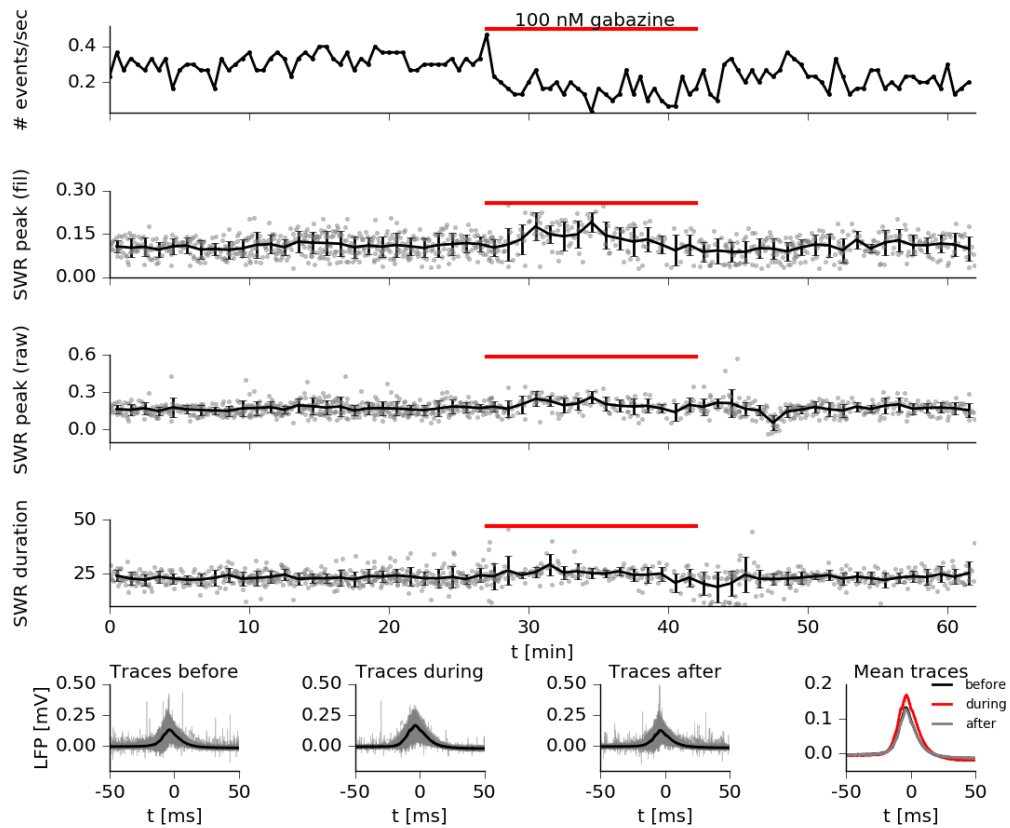 100 nM gabazine
# events/sec
0.4
0.2
SWR peak (fil)
0.30
0.15
0.00
SWR peak (raw)
0.6
0.3
0.0
SWR duration
50
25
0 10 20 30 40 50 60
t [min]
Traces before Traces during Traces after Mean traces
LFP [mV]
0.50 0.50 0.50 0.2
0.25 0.25 0.25 0.1
0.00 0.00 0.00 0.0
before
during
after
-50 0 50 -50 0 50 -50 0 50 -50 0 50
t [ms] t [ms] t [ms] t [ms]